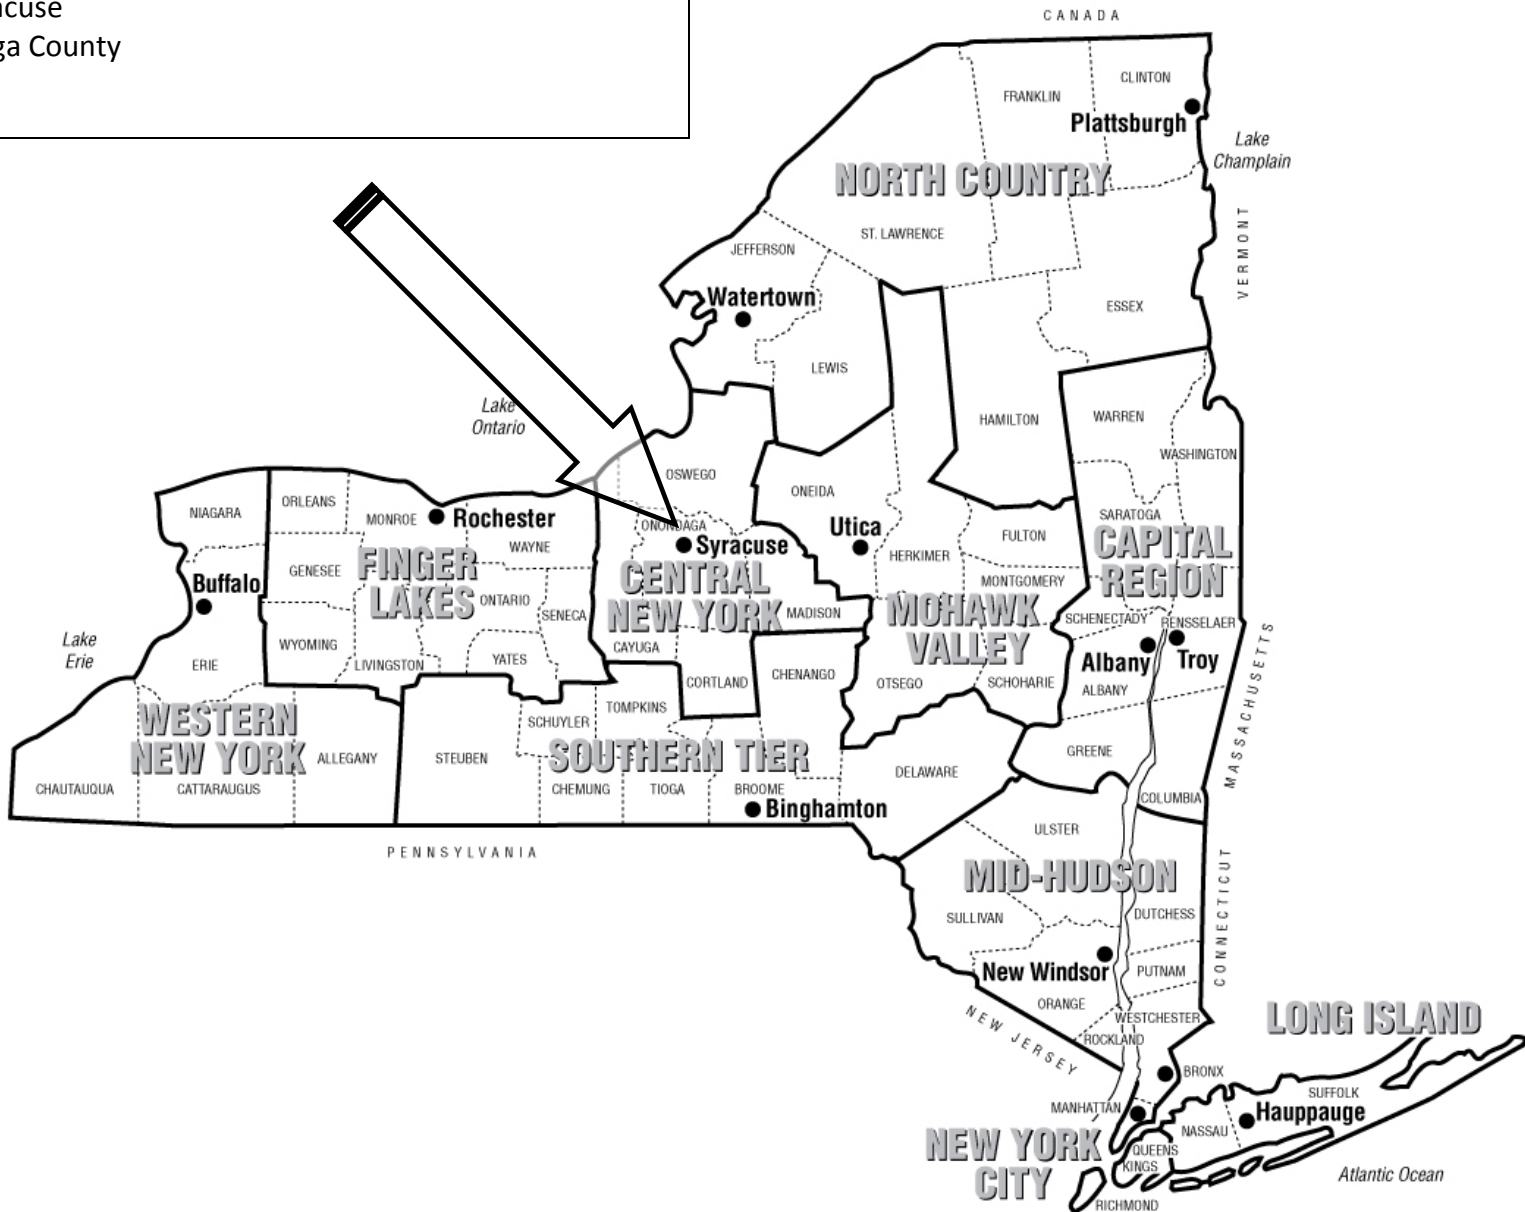 ga County
CANADA
CLINTON
FRANKLIN
Plattsburgh
Lake
Champlain
NORTH COUNTRY
VERMONT
ST. LAWRENCE
JEFFERSON
Watertown
ESSEX
LEWIS
Lake
Ontario
HAMILTON
WARREN
WASHINGTON
OSWEGO
ONEIDA
NIAGARA
ORLEANS
MONROE
Rochester
WAYNE
ONONDAGA
Syracuse
Utica
HERKIMER
FULTON
MONTGOMERY
SARATOGA
CAPITAL
REGION
Buffalo
GENESEE
FINGER
LAKES
ONTARIO
SENECA
CENTRAL
NEW YORK
MADISON
MOHAWK
VALLEY
SCHENECTADY
RENSSELAER
Lake
Erie
ERIE
WYOMING
LIVINGSTON
YATES
CAYUGA
CORTLAND
CHENANGO
OTSEGO
SCHOHARIE
Albany
Troy
ALBANY
MASSACHUSETTS
WESTERN
NEW YORK
ALLEGANY
STEUBEN
SCHUYLER
TOMPKINS
SOUTHERN TIER
CHAUTAUQUA
CATTARAUGUS
CHEMUNG
TIOGA
BROOME
Binghamton
DELAWARE
GREENE
COLUMBIA
PENNSYLVANIA
ULSTER
MID-HUDSON
SULLIVAN
DUTCHESS
CONNECTICUT
New Windsor
PUTNAM
ORANGE
WESTCHESTER
ROCKLAND
NEW JERSEY
LONG ISLAND
BRONX
MANHATTAN
SUFFOLK
Hauppauge
NASSAU
NEW YORK
CITY
QUEENS
KINGS
RICHMOND
Atlantic Ocean